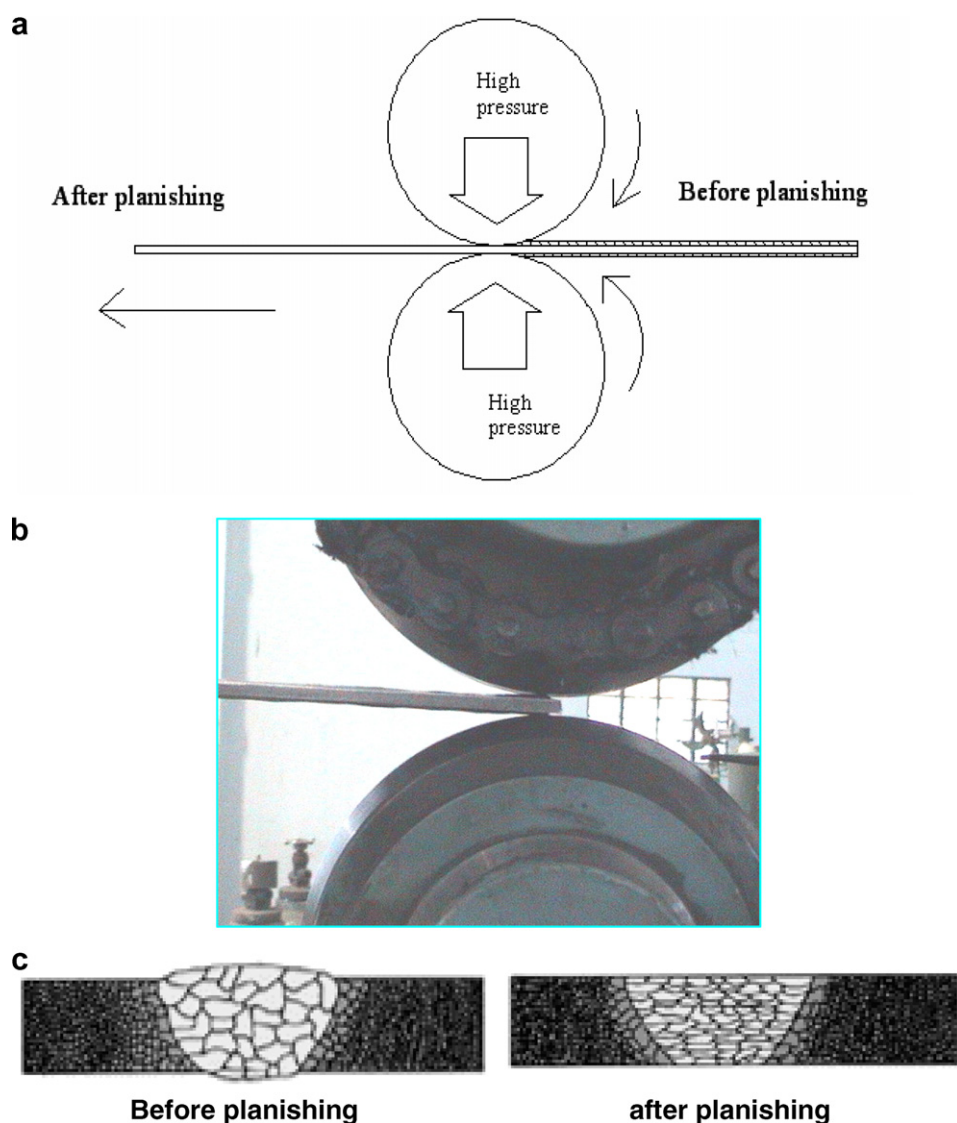 a
High
pressure
After planishing
Before planishing
High
pressure
b
c
Before planishing
after planishing